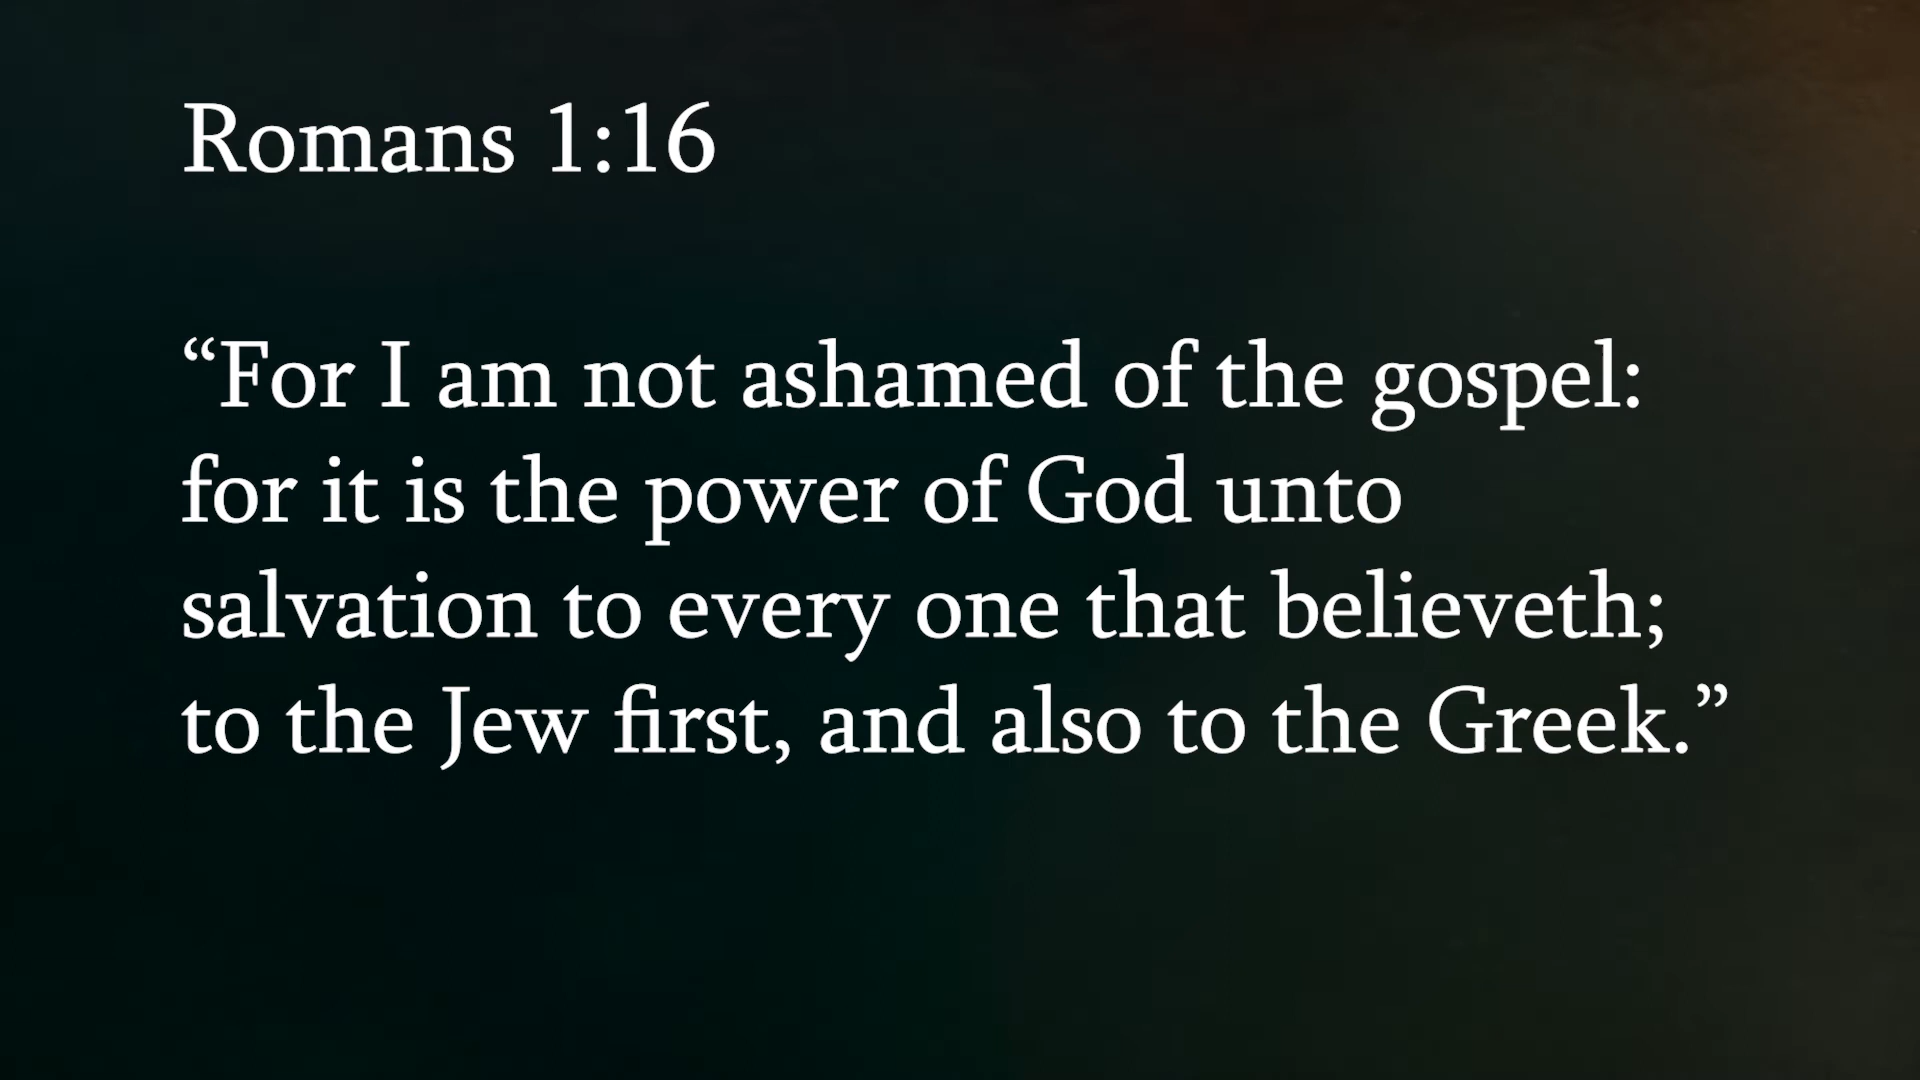 Romans 1:16
“For I am not ashamed of the gospel:
for it is the power of God unto
salvation to every one that believeth;
to the Jew first, and also to the Greek.”